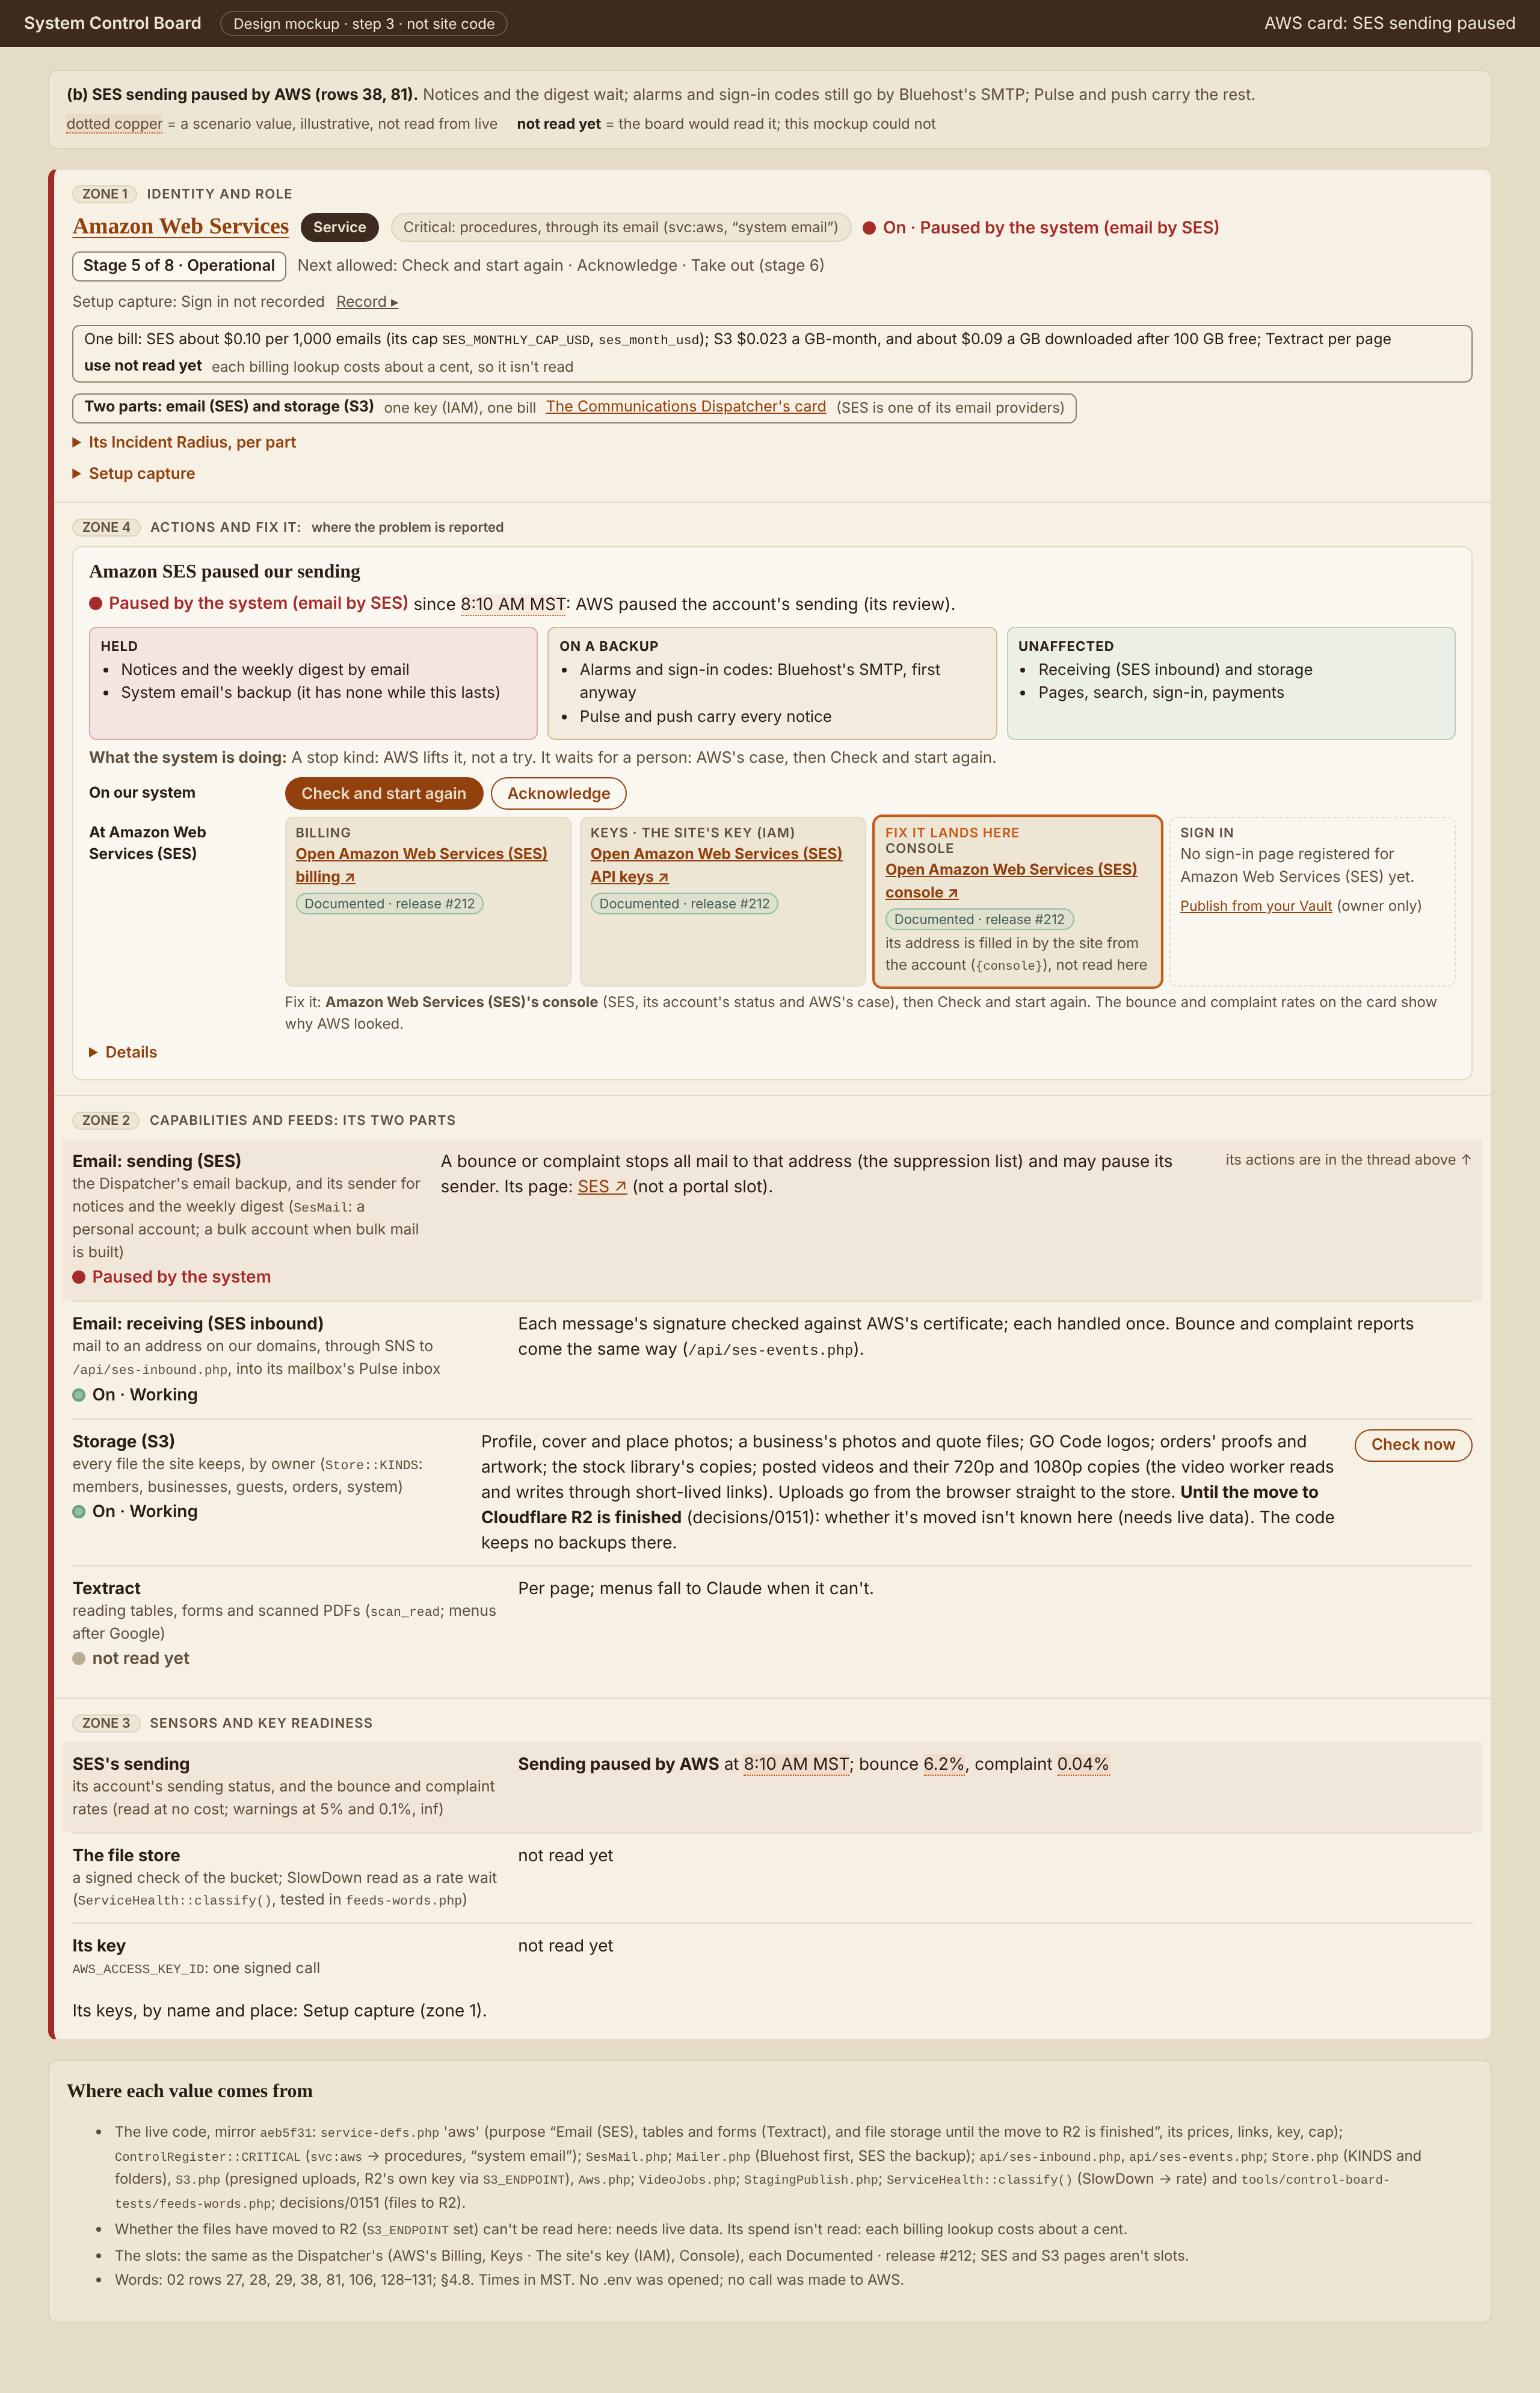 System Control Board
Design mockup · step 3 · not site code
AWS card: SES sending paused
(b) SES sending paused by AWS (rows 38, 81). Notices and the digest wait; alarms and sign-in codes still go by Bluehost's SMTP; Pulse and push carry the rest.
dotted copper = a scenario value, illustrative, not read from live    not read yet = the board would read it; this mockup could not
ZONE 1 IDENTITY AND ROLE
Amazon Web Services Service Critical: procedures, through its email (svc:aws, “system email”) On · Paused by the system (email by SES)
Stage 5 of 8 · Operational Next allowed: Check and start again · Acknowledge · Take out (stage 6)
Setup capture: Sign in not recorded Record ▸
One bill: SES about $0.10 per 1,000 emails (its cap SES_MONTHLY_CAP_USD, ses_month_usd); S3 $0.023 a GB-month, and about $0.09 a GB downloaded after 100 GB free; Textract per page
use not read yet each billing lookup costs about a cent, so it isn't read
Two parts: email (SES) and storage (S3) one key (IAM), one bill The Communications Dispatcher's card (SES is one of its email providers)
▶ Its Incident Radius, per part
▶ Setup capture
ZONE 4 ACTIONS AND FIX IT: where the problem is reported
Amazon SES paused our sending
Paused by the system (email by SES) since 8:10 AM MST: AWS paused the account's sending (its review).
HELD
• Notices and the weekly digest by email
• System email's backup (it has none while this lasts)
ON A BACKUP
• Alarms and sign-in codes: Bluehost's SMTP, first
anyway
• Pulse and push carry every notice
UNAFFECTED
• Receiving (SES inbound) and storage
• Pages, search, sign-in, payments
What the system is doing: A stop kind: AWS lifts it, not a try. It waits for a person: AWS's case, then Check and start again.
On our system
Check and start again
Acknowledge
At Amazon Web
Services (SES)
BILLING
Open Amazon Web Services (SES)
billing ↗
Documented · release #212
KEYS · THE SITE'S KEY (IAM)
Open Amazon Web Services (SES)
API keys ↗
Documented · release #212
FIX IT LANDS HERE
CONSOLE
Open Amazon Web Services (SES)
console ↗
Documented · release #212
its address is filled in by the site from
the account ({console}), not read here
SIGN IN
No sign-in page registered for
Amazon Web Services (SES) yet.
Publish from your Vault (owner only)
Fix it: Amazon Web Services (SES)'s console (SES, its account's status and AWS's case), then Check and start again. The bounce and complaint rates on the card show
why AWS looked.
▶ Details
ZONE 2 CAPABILITIES AND FEEDS: ITS TWO PARTS
Email: sending (SES)
the Dispatcher's email backup, and its sender for
notices and the weekly digest (SesMail: a
personal account; a bulk account when bulk mail
is built)
Paused by the system
A bounce or complaint stops all mail to that address (the suppression list) and may pause its
sender. Its page: SES ↗ (not a portal slot).
its actions are in the thread above ↑
Email: receiving (SES inbound)
mail to an address on our domains, through SNS to
/api/ses-inbound.php, into its mailbox's Pulse inbox
On · Working
Each message's signature checked against AWS's certificate; each handled once. Bounce and complaint reports
come the same way (/api/ses-events.php).
Storage (S3)
every file the site keeps, by owner (Store::KINDS:
members, businesses, guests, orders, system)
On · Working
Profile, cover and place photos; a business's photos and quote files; GO Code logos; orders' proofs and
artwork; the stock library's copies; posted videos and their 720p and 1080p copies (the video worker reads
and writes through short-lived links). Uploads go from the browser straight to the store. Until the move to
Cloudflare R2 is finished (decisions/0151): whether it's moved isn't known here (needs live data). The code
keeps no backups there.
Check now
Textract
reading tables, forms and scanned PDFs (scan_read; menus
after Google)
not read yet
Per page; menus fall to Claude when it can't.
ZONE 3 SENSORS AND KEY READINESS
SES's sending
its account's sending status, and the bounce and complaint
rates (read at no cost; warnings at 5% and 0.1%, inf)
Sending paused by AWS at 8:10 AM MST; bounce 6.2%, complaint 0.04%
The file store
a signed check of the bucket; SlowDown read as a rate wait
(ServiceHealth::classify(), tested in feeds-words.php)
not read yet
Its key
AWS_ACCESS_KEY_ID: one signed call
not read yet
Its keys, by name and place: Setup capture (zone 1).
Where each value comes from
• The live code, mirror aeb5f31: service-defs.php 'aws' (purpose “Email (SES), tables and forms (Textract), and file storage until the move to R2 is finished”, its prices, links, key, cap);
ControlRegister::CRITICAL (svc:aws → procedures, “system email”); SesMail.php; Mailer.php (Bluehost first, SES the backup); api/ses-inbound.php, api/ses-events.php; Store.php (KINDS and
folders), S3.php (presigned uploads, R2's own key via S3_ENDPOINT), Aws.php; VideoJobs.php; StagingPublish.php; ServiceHealth::classify() (SlowDown → rate) and tools/control-board-
tests/feeds-words.php; decisions/0151 (files to R2).
• Whether the files have moved to R2 (S3_ENDPOINT set) can't be read here: needs live data. Its spend isn't read: each billing lookup costs about a cent.
• The slots: the same as the Dispatcher's (AWS's Billing, Keys · The site's key (IAM), Console), each Documented · release #212; SES and S3 pages aren't slots.
• Words: 02 rows 27, 28, 29, 38, 81, 106, 128–131; §4.8. Times in MST. No .env was opened; no call was made to AWS.